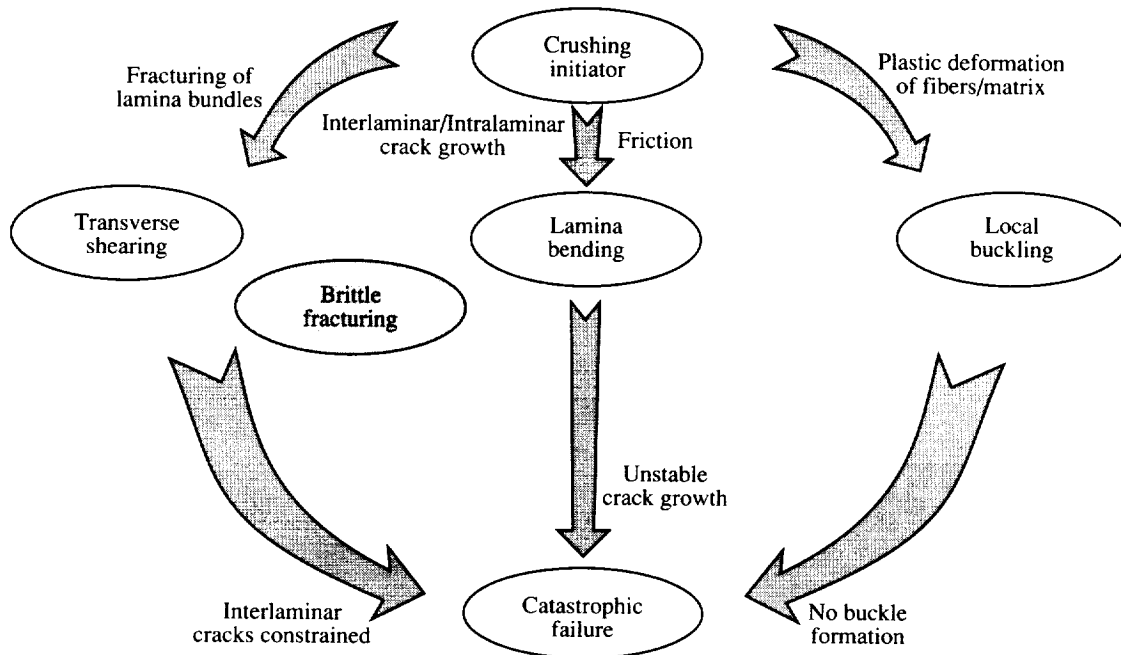 Crushing
initiator
Fracturing of
lamina bundles
Plastic deformation
of fibers/matrix
Interlaminar/Intralaminar
crack growth
Friction
Transverse
shearing
Lamina
bending
Local
buckling
Brittle
fracturing
Unstable
crack growth
Interlaminar
cracks constrained
Catastrophic
failure
No buckle
formation